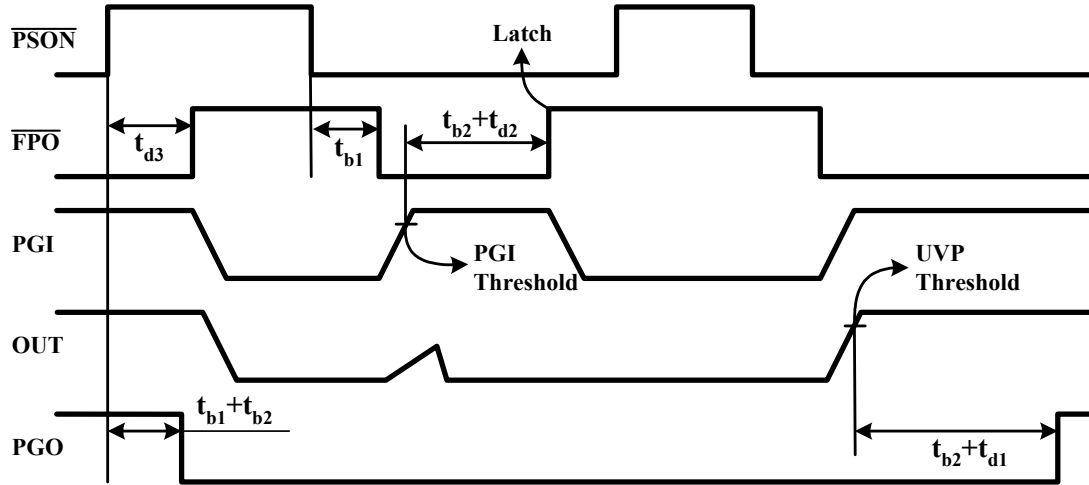 PSON
Latch
FPO
t_d3
t_b1
t_b2+t_d2
PGI
PGI
Threshold
UVP
Threshold
OUT
t_b1+t_b2
PGO
t_b2+t_d1